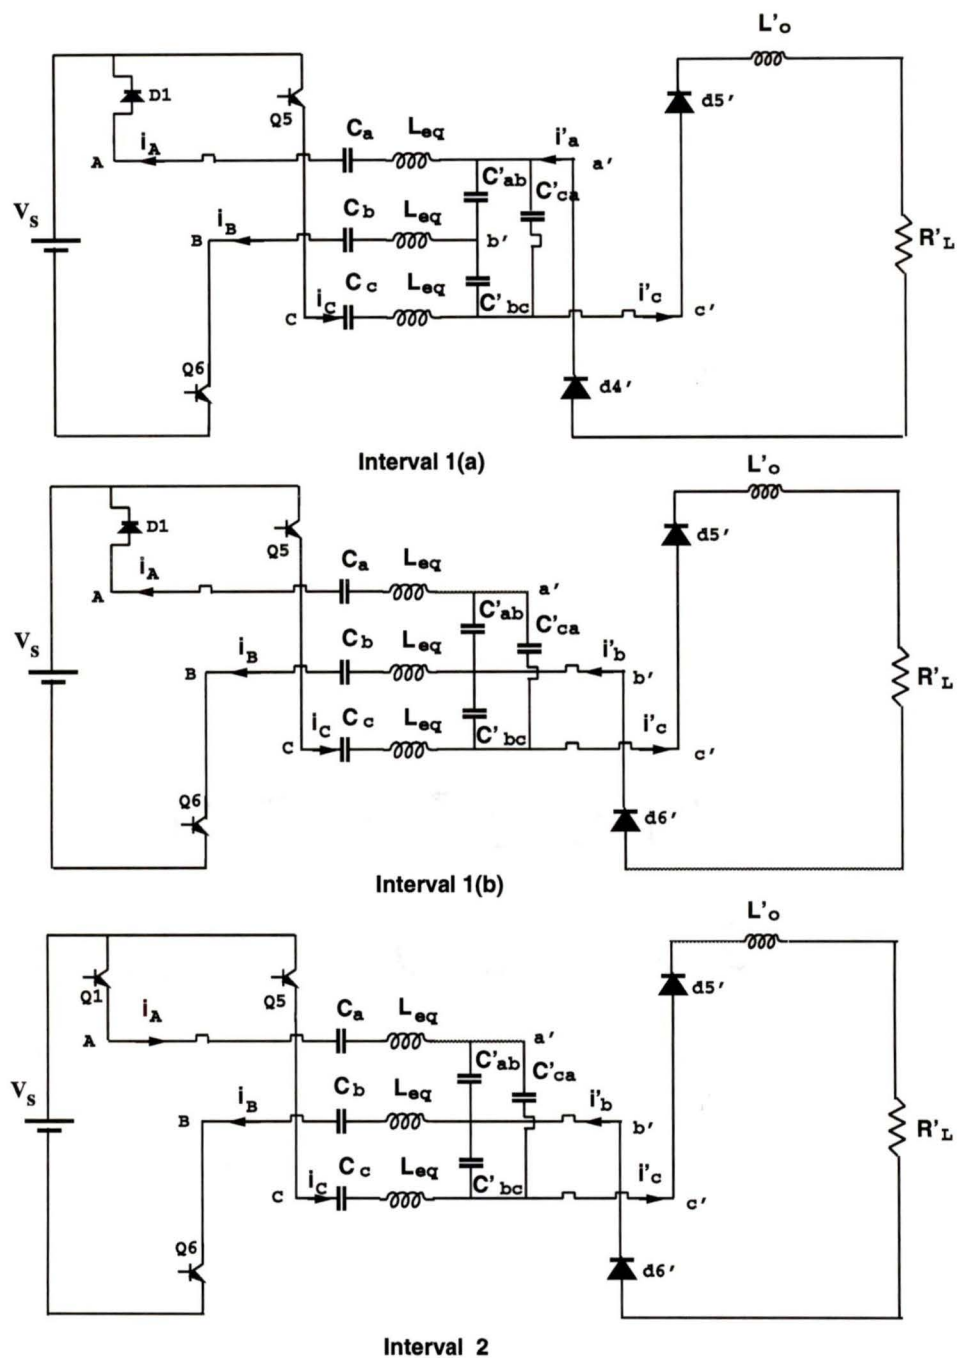 L'o
D1
Q5
d5'
Ca
Leq
i'a
iA
A
a'
C'ab
C'ca
Vs
iB
Cb
Leq
B
b'
R'L
Cc
Leq
iC
C
C'bc
i'c
c'
Q6
d4'
Interval 1(a)
L'o
D1
Q5
d5'
Ca
Leq
iA
A
a'
C'ab
C'ca
Vs
iB
Cb
Leq
i'b
B
b'
R'L
iC
Cc
Leq
C
C'bc
i'c
c'
Q6
d6'
Interval 1(b)
L'o
Q1
Q5
d5'
iA
Ca
Leq
A
a'
C'ab
C'ca
Vs
iB
Cb
Leq
i'b
B
b'
R'L
iC
Cc
Leq
C
C'bc
i'c
c'
Q6
d6'
Interval 2